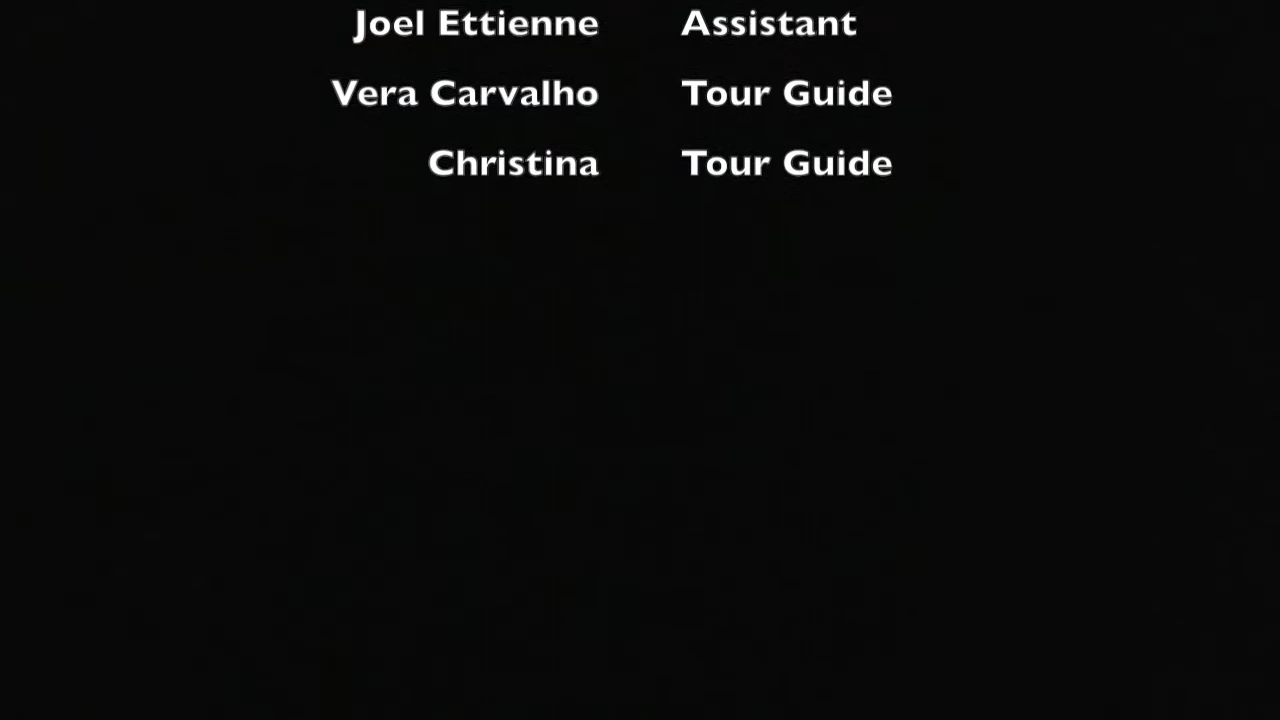 Joel Ettienne Assistant
Vera Carvalho Tour Guide
Christina Tour Guide